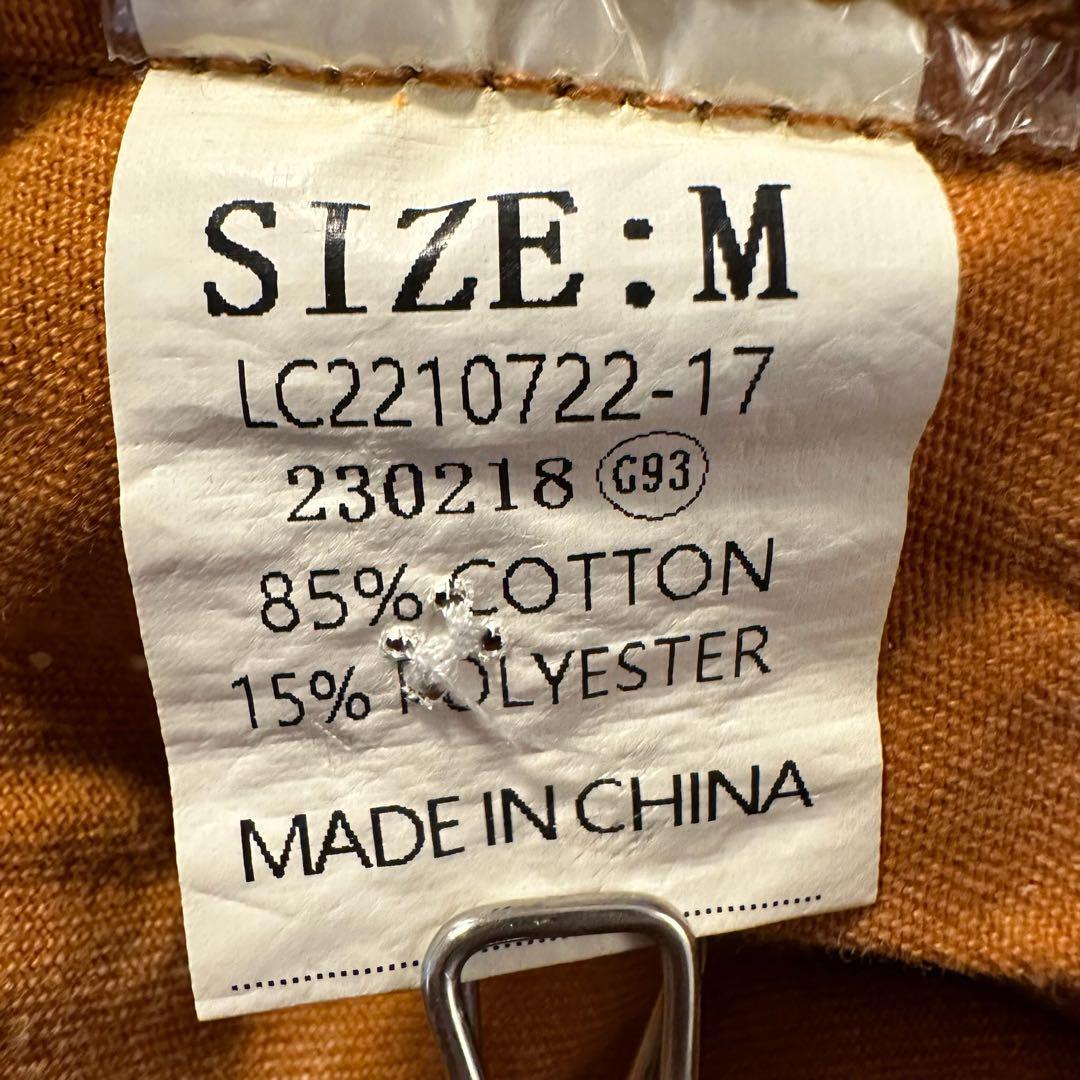 SIZE:M
LC2210722-17
230218 G93
85% COTTON
15% POLYESTER
MADE IN CHINA